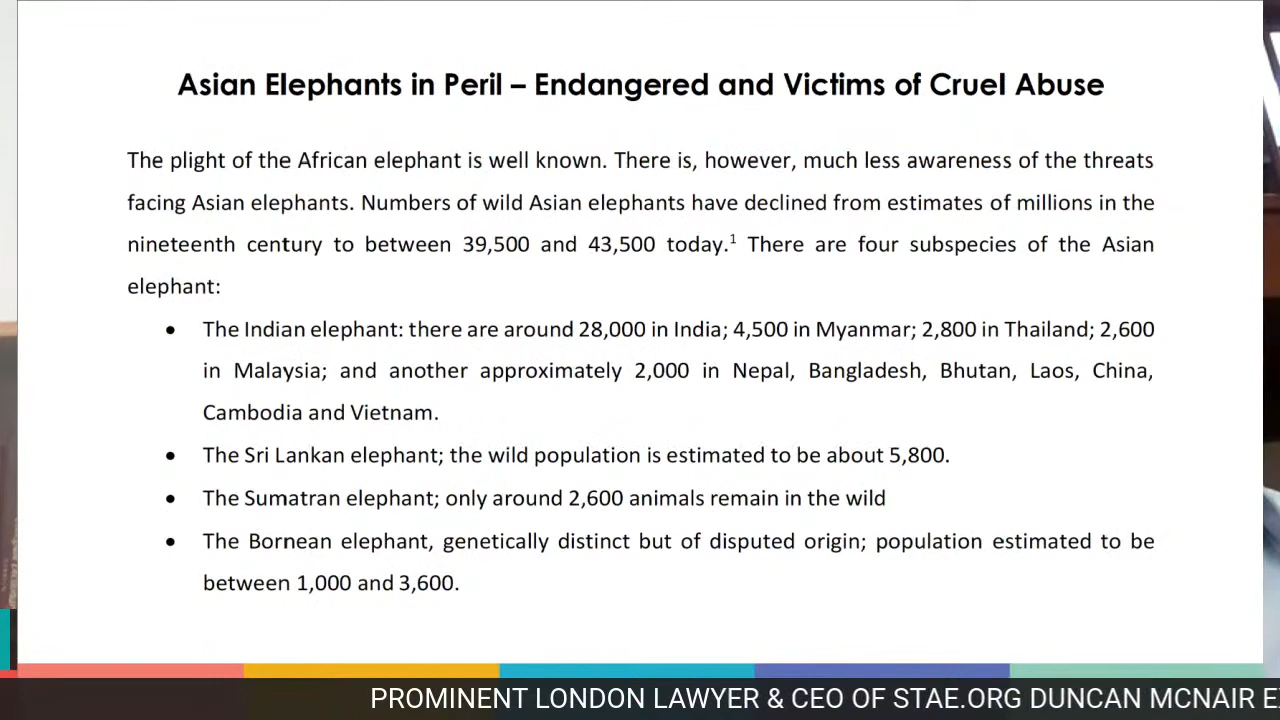 Asian Elephants in Peril – Endangered and Victims of Cruel Abuse
The plight of the African elephant is well known. There is, however, much less awareness of the threats
facing Asian elephants. Numbers of wild Asian elephants have declined from estimates of millions in the
nineteenth century to between 39,500 and 43,500 today.¹ There are four subspecies of the Asian
elephant:
• The Indian elephant: there are around 28,000 in India; 4,500 in Myanmar; 2,800 in Thailand; 2,600
in Malaysia; and another approximately 2,000 in Nepal, Bangladesh, Bhutan, Laos, China,
Cambodia and Vietnam.
• The Sri Lankan elephant; the wild population is estimated to be about 5,800.
• The Sumatran elephant; only around 2,600 animals remain in the wild
• The Bornean elephant, genetically distinct but of disputed origin; population estimated to be
between 1,000 and 3,600.
PROMINENT LONDON LAWYER & CEO OF STAE.ORG DUNCAN MCNAIR